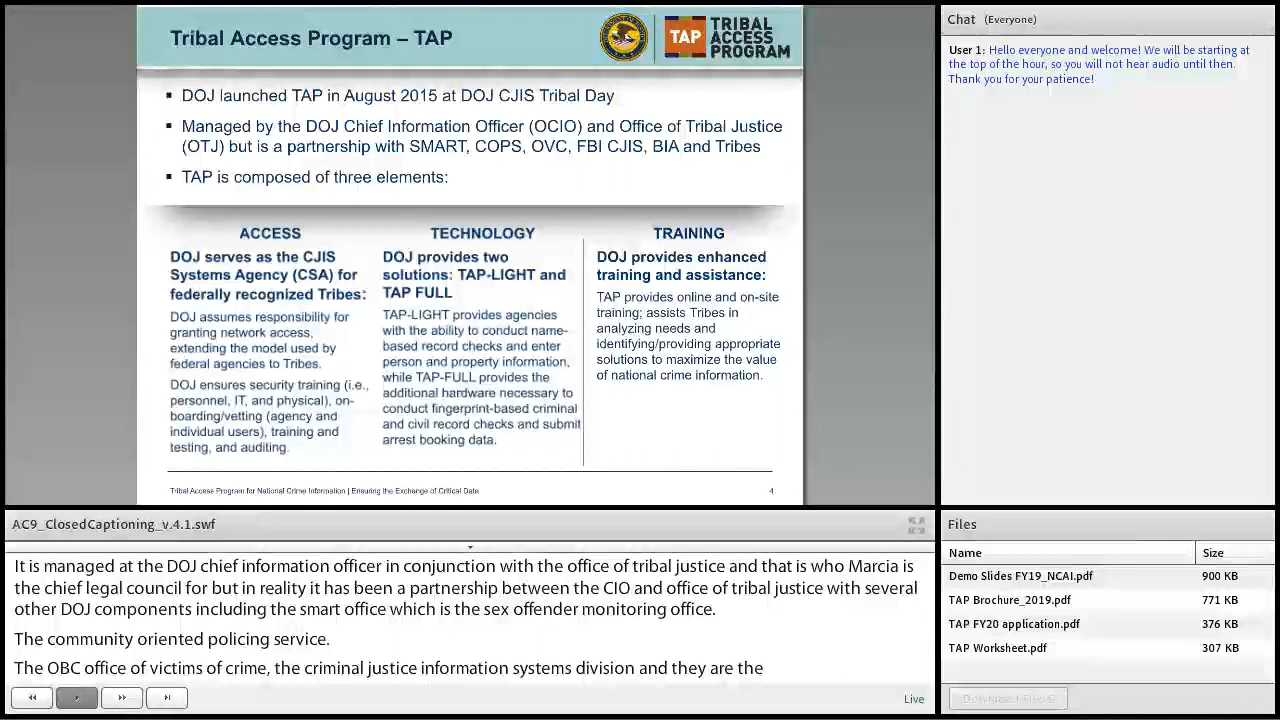 Tribal Access Program – TAP
TAP
TRIBAL
ACCESS
PROGRAM
▪ DOJ launched TAP in August 2015 at DOJ CJIS Tribal Day
▪ Managed by the DOJ Chief Information Officer (OCIO) and Office of Tribal Justice
(OTJ) but is a partnership with SMART, COPS, OVC, FBI CJIS, BIA and Tribes
▪ TAP is composed of three elements:
ACCESS
DOJ serves as the CJIS
Systems Agency (CSA) for
federally recognized Tribes:
DOJ assumes responsibility for
granting network access,
extending the model used by
federal agencies to Tribes.
DOJ ensures security training (i.e.,
personnel, IT, and physical), on-
boarding/vetting (agency and
individual users), training and
testing, and auditing.
TECHNOLOGY
DOJ provides two
solutions: TAP-LIGHT and
TAP FULL
TAP-LIGHT provides agencies
with the ability to conduct name-
based record checks and enter
person and property information,
while TAP-FULL provides the
additional hardware necessary to
conduct fingerprint-based criminal
and civil record checks and submit
arrest booking data.
TRAINING
DOJ provides enhanced
training and assistance:
TAP provides online and on-site
training; assists Tribes in
analyzing needs and
identifying/providing appropriate
solutions to maximize the value
of national crime information.
Tribal Access Program for National Crime Information | Ensuring the Exchange of Critical Data
4
Chat (Everyone)
User 1: Hello everyone and welcome! We will be starting at
the top of the hour, so you will not hear audio until then.
Thank you for your patience!
AC9_ClosedCaptioning_v.4.1.swf
It is managed at the DOJ chief information officer in conjunction with the office of tribal justice and that is who Marcia is
the chief legal council for but in reality it has been a partnership between the CIO and office of tribal justice with several
other DOJ components including the smart office which is the sex offender monitoring office.
The community oriented policing service.
The OBC office of victims of crime, the criminal justice information systems division and they are the
Live
Files
Name Size
Demo Slides FY19_NCAI.pdf 900 KB
TAP Brochure_2019.pdf 771 KB
TAP FY20 application.pdf 376 KB
TAP Worksheet.pdf 307 KB
Download File(s)